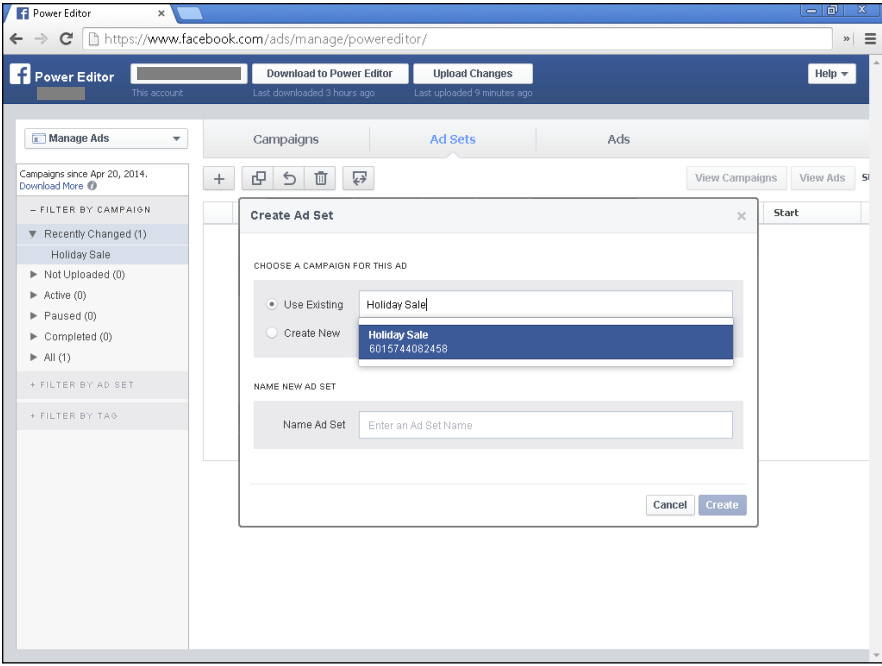 Power Editor
https://www.facebook.com/ads/manage/powereditor/
Power Editor
Download to Power Editor
Upload Changes
Help
This account
Last downloaded 3 hours ago
Last uploaded 9 minutes ago
Manage Ads
Campaigns
Ad Sets
Ads
Campaigns since Apr 20, 2014.
Download More
View Campaigns
View Ads
– FILTER BY CAMPAIGN
Recently Changed (1)
Holiday Sale
Not Uploaded (0)
Active (0)
Paused (0)
Completed (0)
All (1)
+ FILTER BY AD SET
+ FILTER BY TAG
Start
Create Ad Set
CHOOSE A CAMPAIGN FOR THIS AD
Use Existing
Holiday Sale
Create New
Holiday Sale
6015744082458
NAME NEW AD SET
Name Ad Set
Enter an Ad Set Name
Cancel
Create